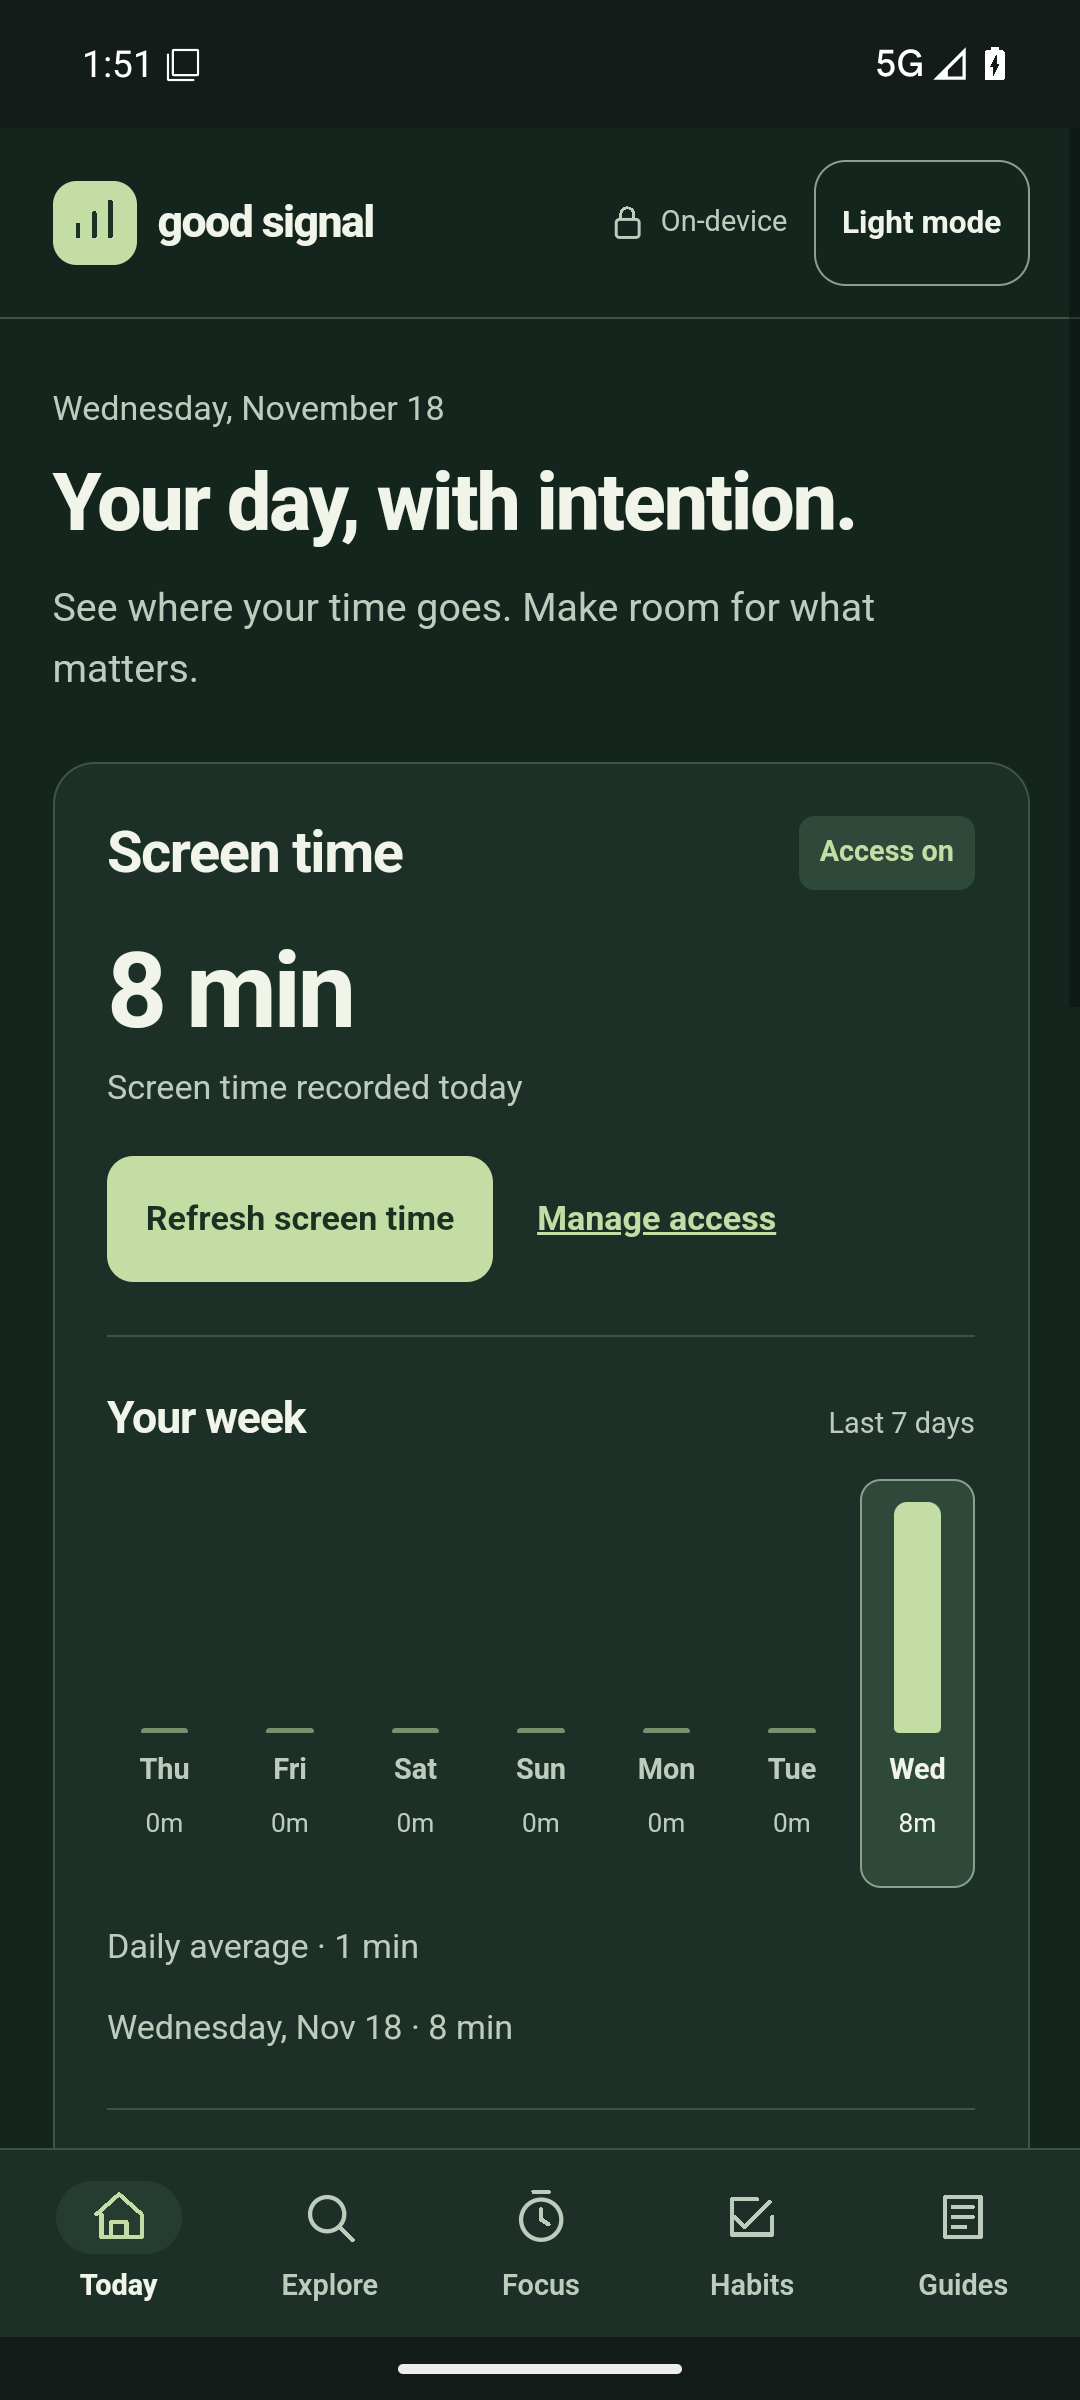 1:51
5G
good signal
On-device
Light mode
Wednesday, November 18
Your day, with intention.
See where your time goes. Make room for what
matters.
Screen time
Access on
8 min
Screen time recorded today
Refresh screen time
Manage access
Your week
Last 7 days
Thu Fri Sat Sun Mon Tue Wed
0m 0m 0m 0m 0m 0m 8m
Daily average · 1 min
Wednesday, Nov 18 · 8 min
Today Explore Focus Habits Guides